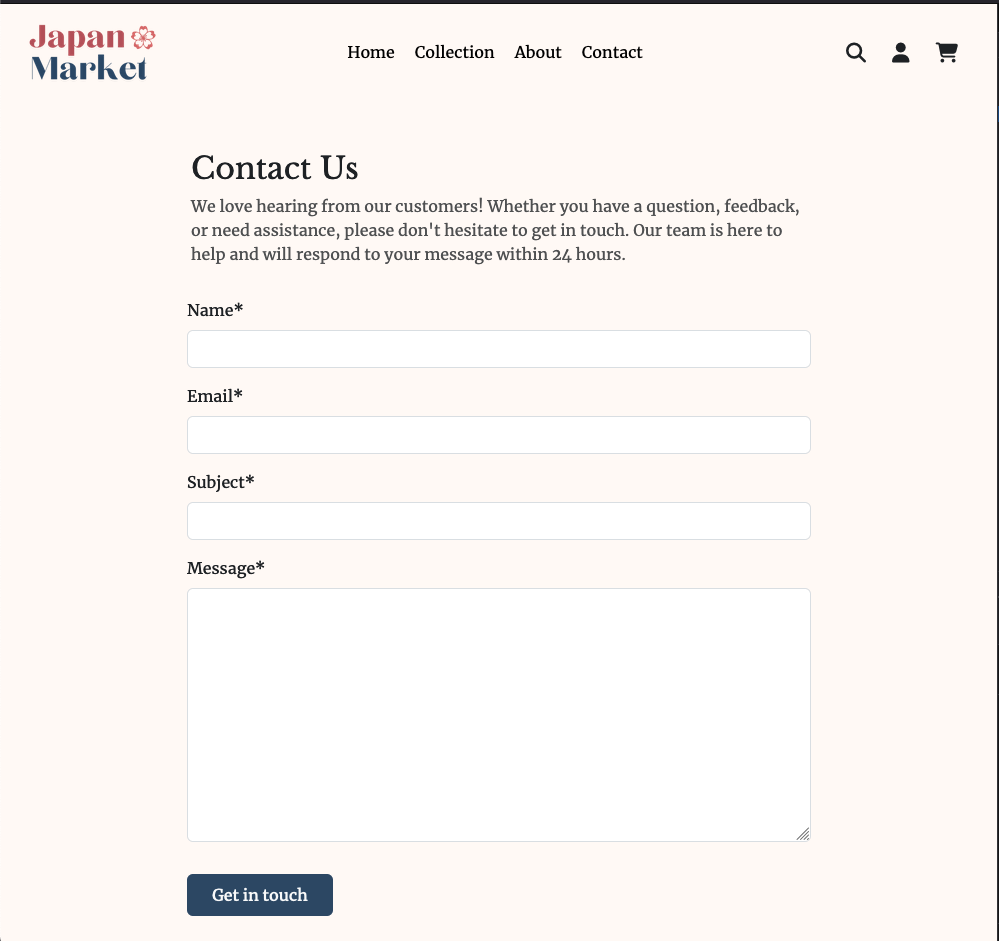 Japan
Market
Home Collection About Contact
Contact Us
We love hearing from our customers! Whether you have a question, feedback,
or need assistance, please don't hesitate to get in touch. Our team is here to
help and will respond to your message within 24 hours.
Name*
Email*
Subject*
Message*
Get in touch